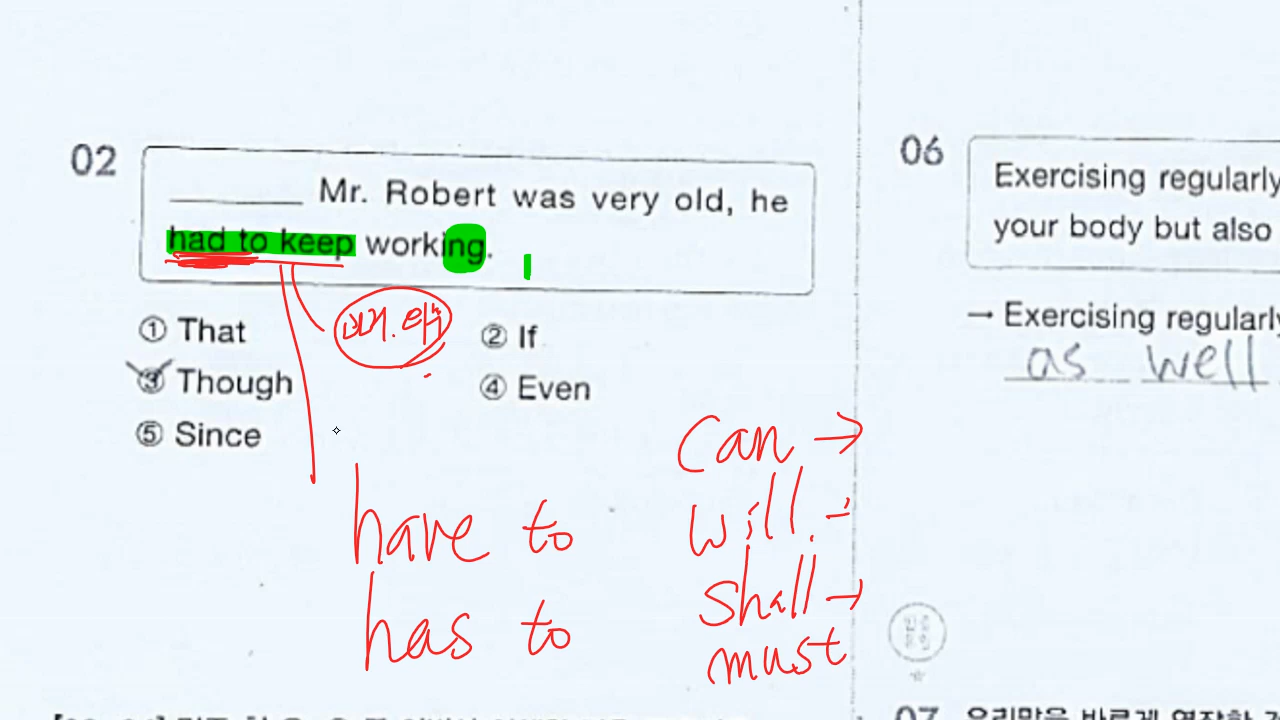 02
________ Mr. Robert was very old, he
had to keep working.
① That
② If
③ Though
④ Even
⑤ Since
can →
will. →
shall →
must
have to
has to
06
Exercising regularly
your body but also
→ Exercising regularly
as well
07